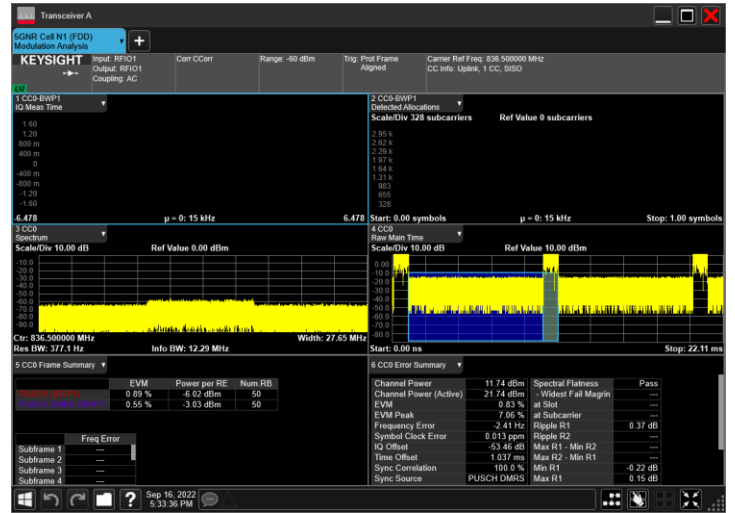 Transceiver A
5GNR Cell N1 (FDD)
Modulation Analysis
KEYSIGHT
Input: RFIO1
Output: RFIO1
Coupling: AC
Corr CCorr
Range: -60 dBm
Trig: Prot Frame
Aligned
Carrier Ref Freq: 836.500000 MHz
CC Info: Uplink, 1 CC, SISO
1 CC0-BWP1
IQ Meas Time
1.60
1.20
800 m
400 m
0
-400 m
-800 m
-1.20
-1.60
-6.478 μ = 0: 15 kHz 6.478
2 CC0-BWP1
Detected Allocations
Scale/Div 328 subcarriers Ref Value 0 subcarriers
2.95 k
2.62 k
2.29 k
1.97 k
1.64 k
1.31 k
983
655
328
Start: 0.00 symbols μ = 0: 15 kHz Stop: 1.00 symbols
3 CC0
Spectrum
Scale/Div 10.00 dB Ref Value 0.00 dBm
-10.0
-20.0
-30.0
-40.0
-50.0
-60.0
-70.0
-80.0
-90.0
Ctr: 836.500000 MHz Width: 27.65 MHz
Res BW: 377.1 Hz Info BW: 12.29 MHz
4 CC0
Raw Main Time
Scale/Div 10.00 dB Ref Value 10.00 dBm
0.00
-10.0
-20.0
-30.0
-40.0
-50.0
-60.0
-70.0
-80.0
Start: 0.00 ns Stop: 22.11 ms
5 CC0 Frame Summary
EVM Power per RE Num.RB
0.89 % -6.02 dBm 50
0.55 % -3.03 dBm 50
Freq Error
Subframe 1 ---
Subframe 2 ---
Subframe 3 ---
Subframe 4 ---
6 CC0 Error Summary
Channel Power 11.74 dBm Spectral Flatness Pass
Channel Power (Active) 21.74 dBm - Widest Fail Magrin ---
EVM 0.83 % at Slot ---
EVM Peak 7.06 % at Subcarrier ---
Frequency Error -2.41 Hz Ripple R1 0.37 dB
Symbol Clock Error 0.013 ppm Ripple R2 ---
IQ Offset -53.46 dB Max R1 - Min R2 ---
Time Offset 1.037 ms Max R2 - Min R1 ---
Sync Correlation 100.0 % Min R1 -0.22 dB
Sync Source PUSCH DMRS Max R1 0.15 dB
Sep 16, 2022
5:33:36 PM